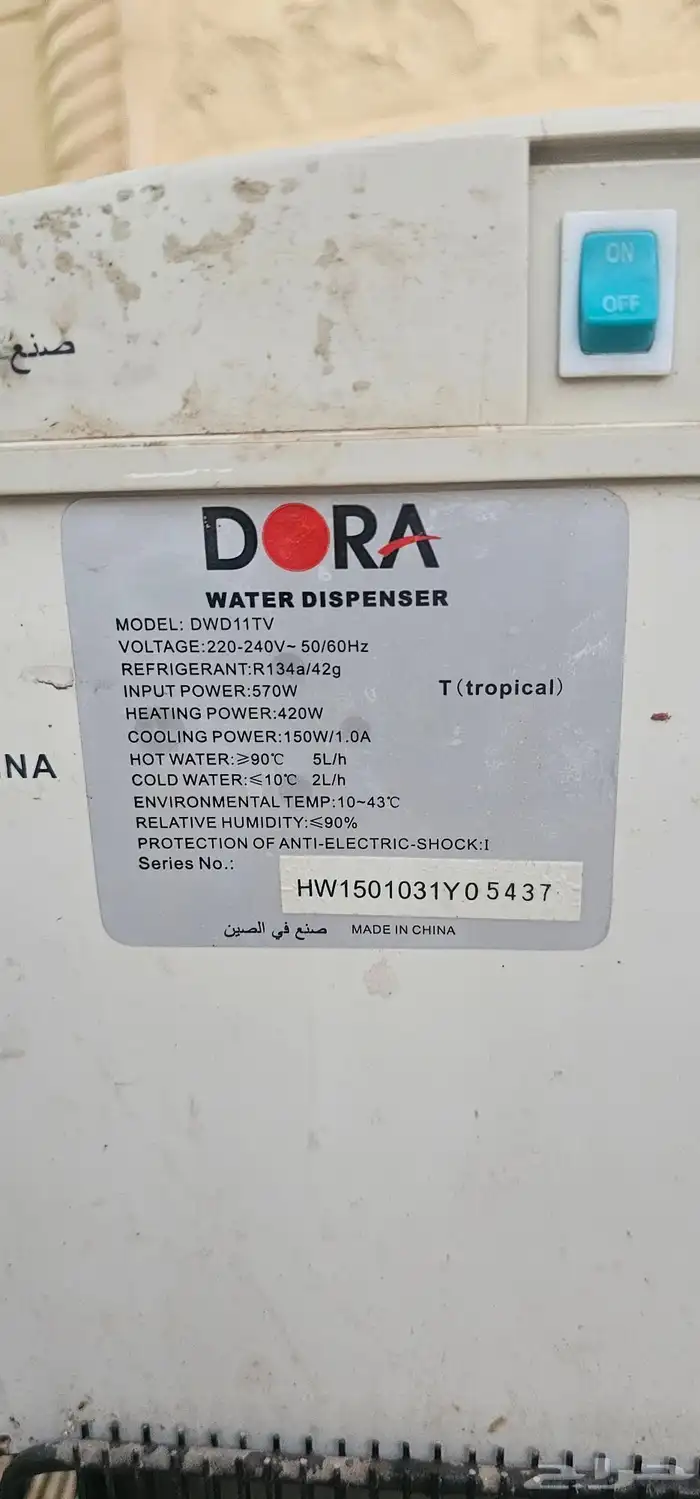 ON
OFF
صنع
DORA
WATER DISPENSER
MODEL: DWD11TV
VOLTAGE:220-240V~ 50/60Hz
REFRIGERANT:R134a/42g
INPUT POWER:570W
T(tropical)
HEATING POWER:420W
COOLING POWER:150W/1.0A
HOT WATER:≥90℃ 5L/h
NA
COLD WATER:≤10℃ 2L/h
ENVIRONMENTAL TEMP:10~43℃
RELATIVE HUMIDITY:≤90%
PROTECTION OF ANTI-ELECTRIC-SHOCK:I
Series No.:
HW1501031Y05437
صنع في الصين MADE IN CHINA
حراج